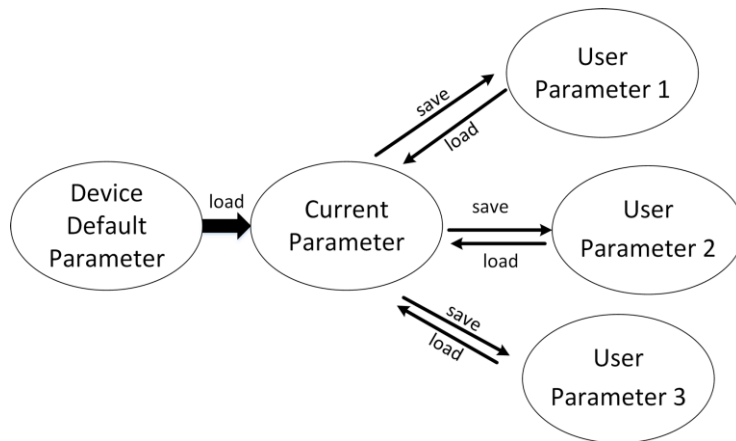 User
Parameter 1
save
load
Device
Default
Parameter
load
Current
Parameter
save
load
User
Parameter 2
save
load
User
Parameter 3